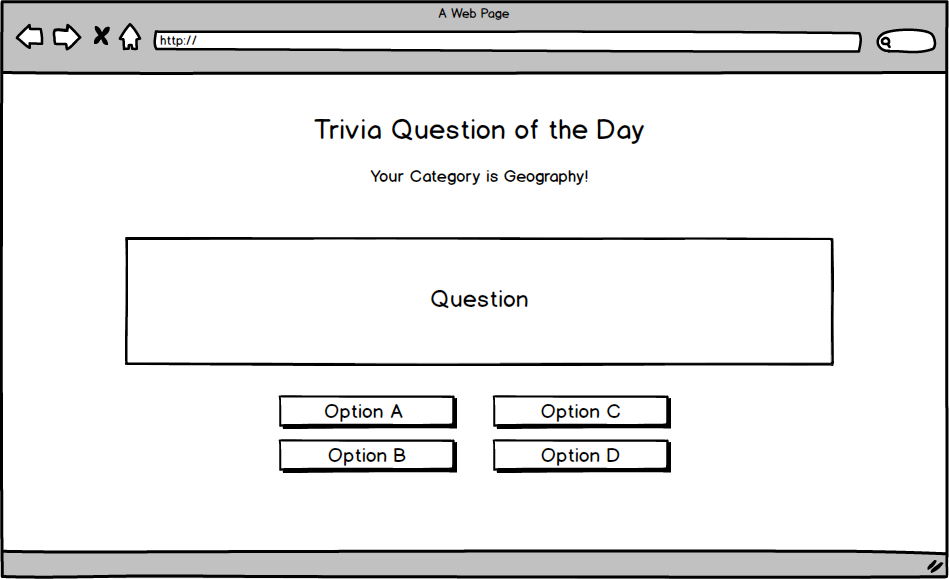 A Web Page
http://
Trivia Question of the Day
Your Category is Geography!
Question
Option A
Option C
Option B
Option D